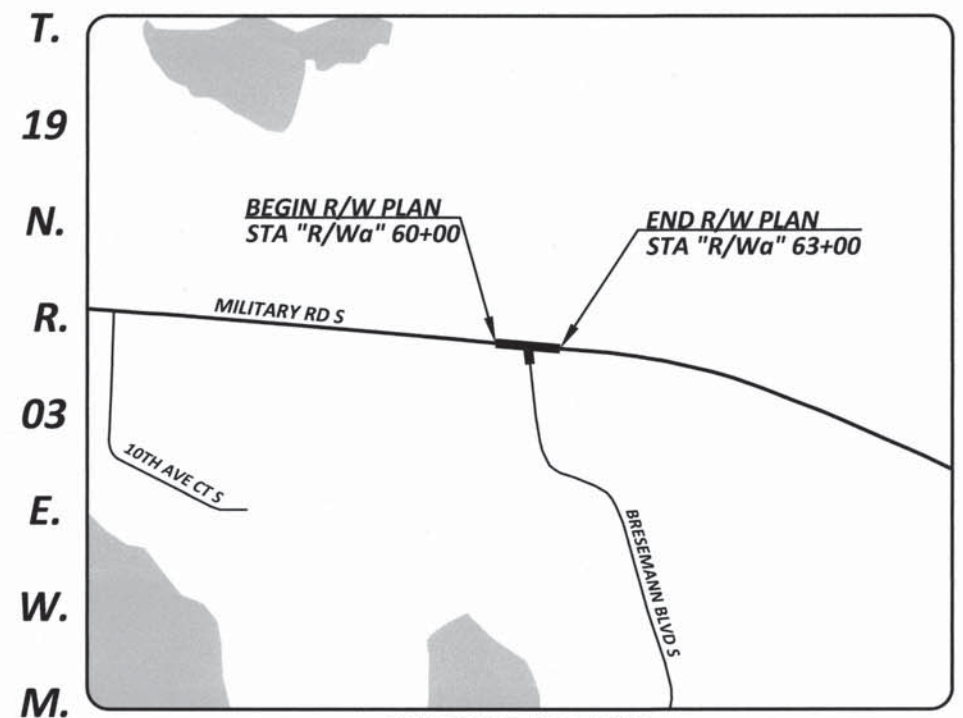 T.
19
N.
R.
03
E.
W.
M.
BEGIN R/W PLAN
STA "R/Wa" 60+00
END R/W PLAN
STA "R/Wa" 63+00
MILITARY RD S
10TH AVE CT S
BRESEMANN BLVD S